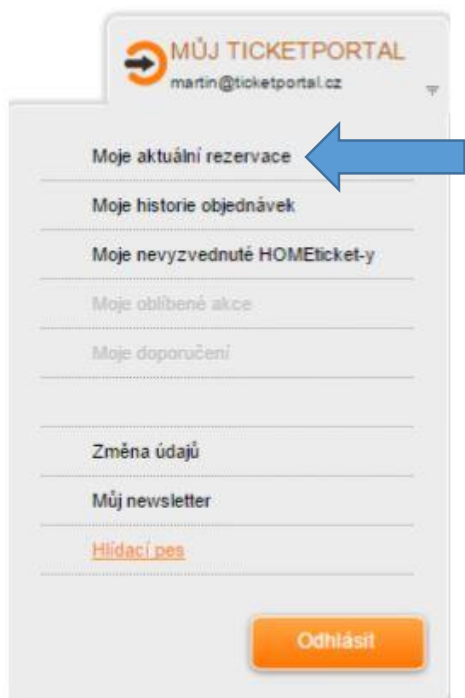 MŮJ TICKETPORTAL
martin@ticketportal.cz
Moje aktuální rezervace
Moje historie objednávek
Moje nevyzvednuté HOMEticket-y
Moje oblíbené akce
Moje doporučení
Změna údajů
Můj newsletter
Hlídací pes
Odhlásit